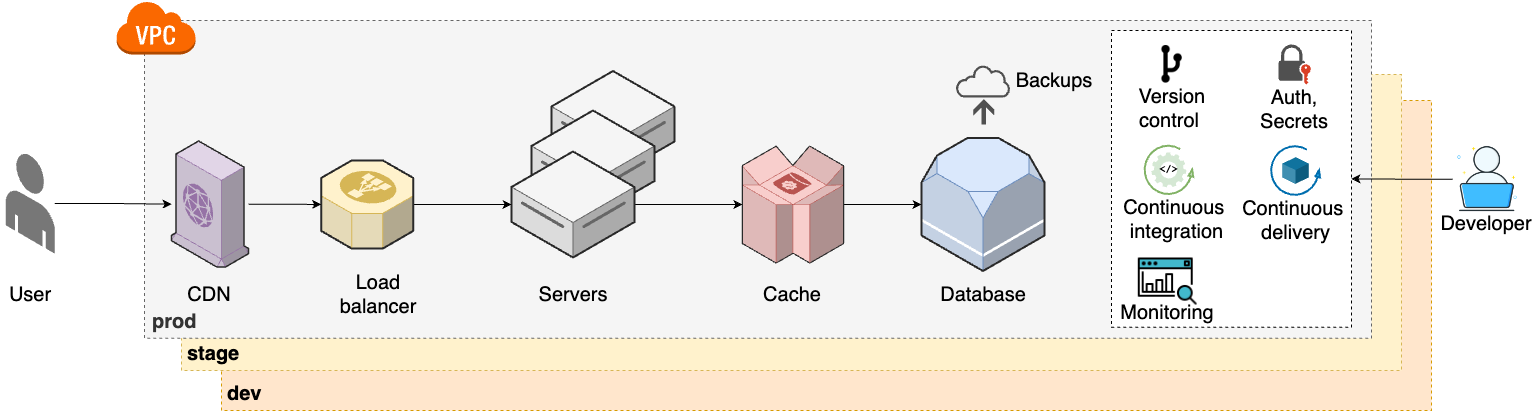 VPC
Backups
Version
control
Auth,
Secrets
</>
Continuous
integration
Continuous
delivery
Developer
User
CDN
Load
balancer
Servers
Cache
Database
Monitoring
prod
stage
dev